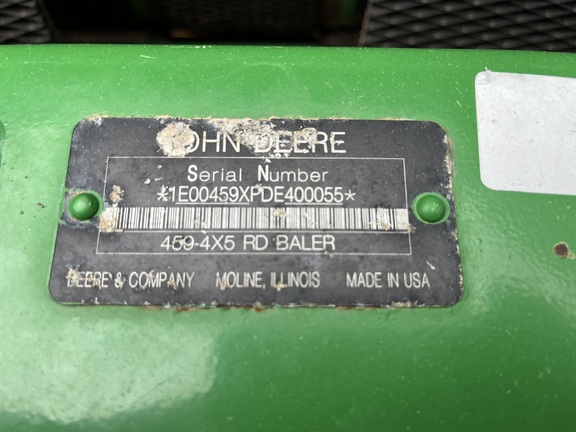 JOHN DEERE
Serial Number
*1E00459XPDE400055*
459-4X5 RD BALER
DEERE & COMPANY MOLINE, ILLINOIS MADE IN USA